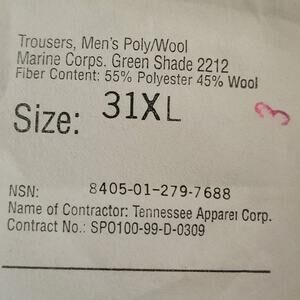 Trousers, Men's Poly/Wool
Marine Corps. Green Shade 2212
Fiber Content: 55% Polyester 45% Wool
Size: 31XL
3
NSN: 8405-01-279-7688
Name of Contractor: Tennessee Apparel Corp.
Contract No.: SPO100-99-D-0309